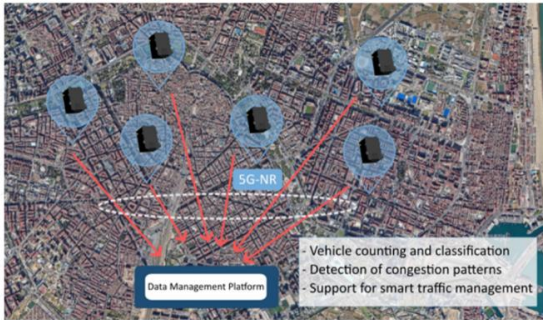 5G-NR
- Vehicle counting and classification
- Detection of congestion patterns
- Support for smart traffic management
Data Management Platform